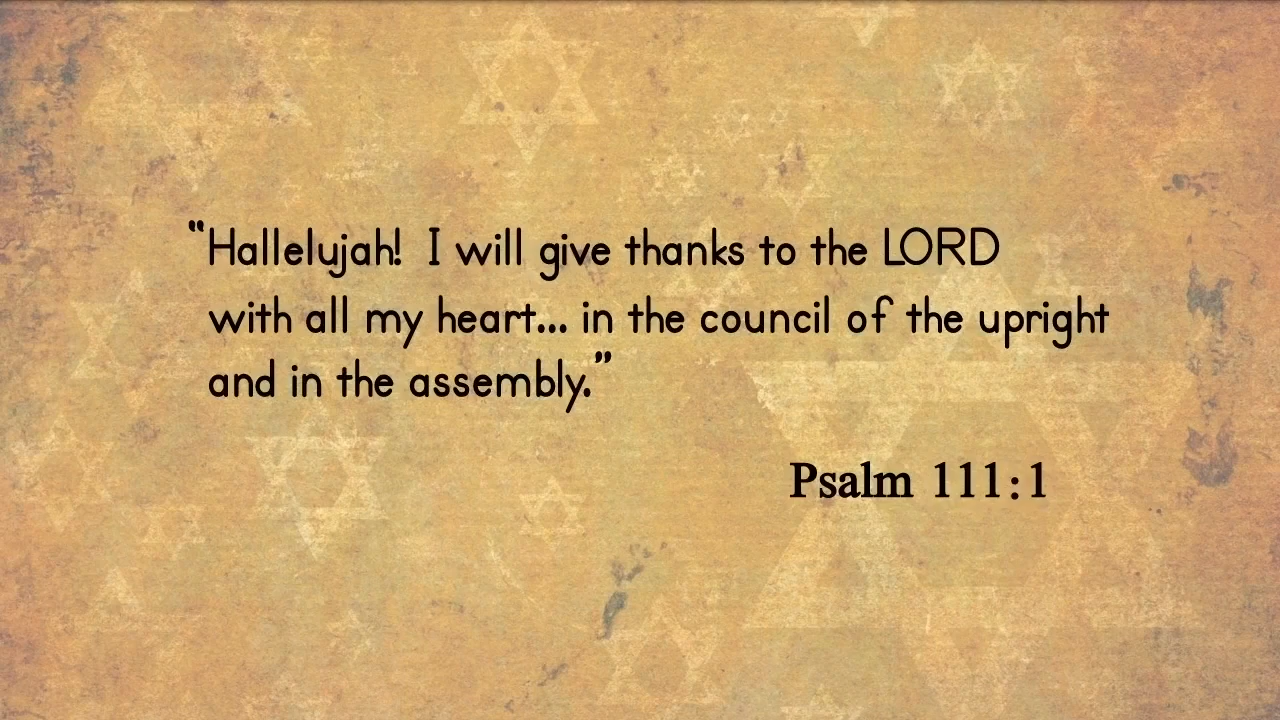 “Hallelujah! I will give thanks to the LORD
with all my heart... in the council of the upright
and in the assembly.”
Psalm 111:1